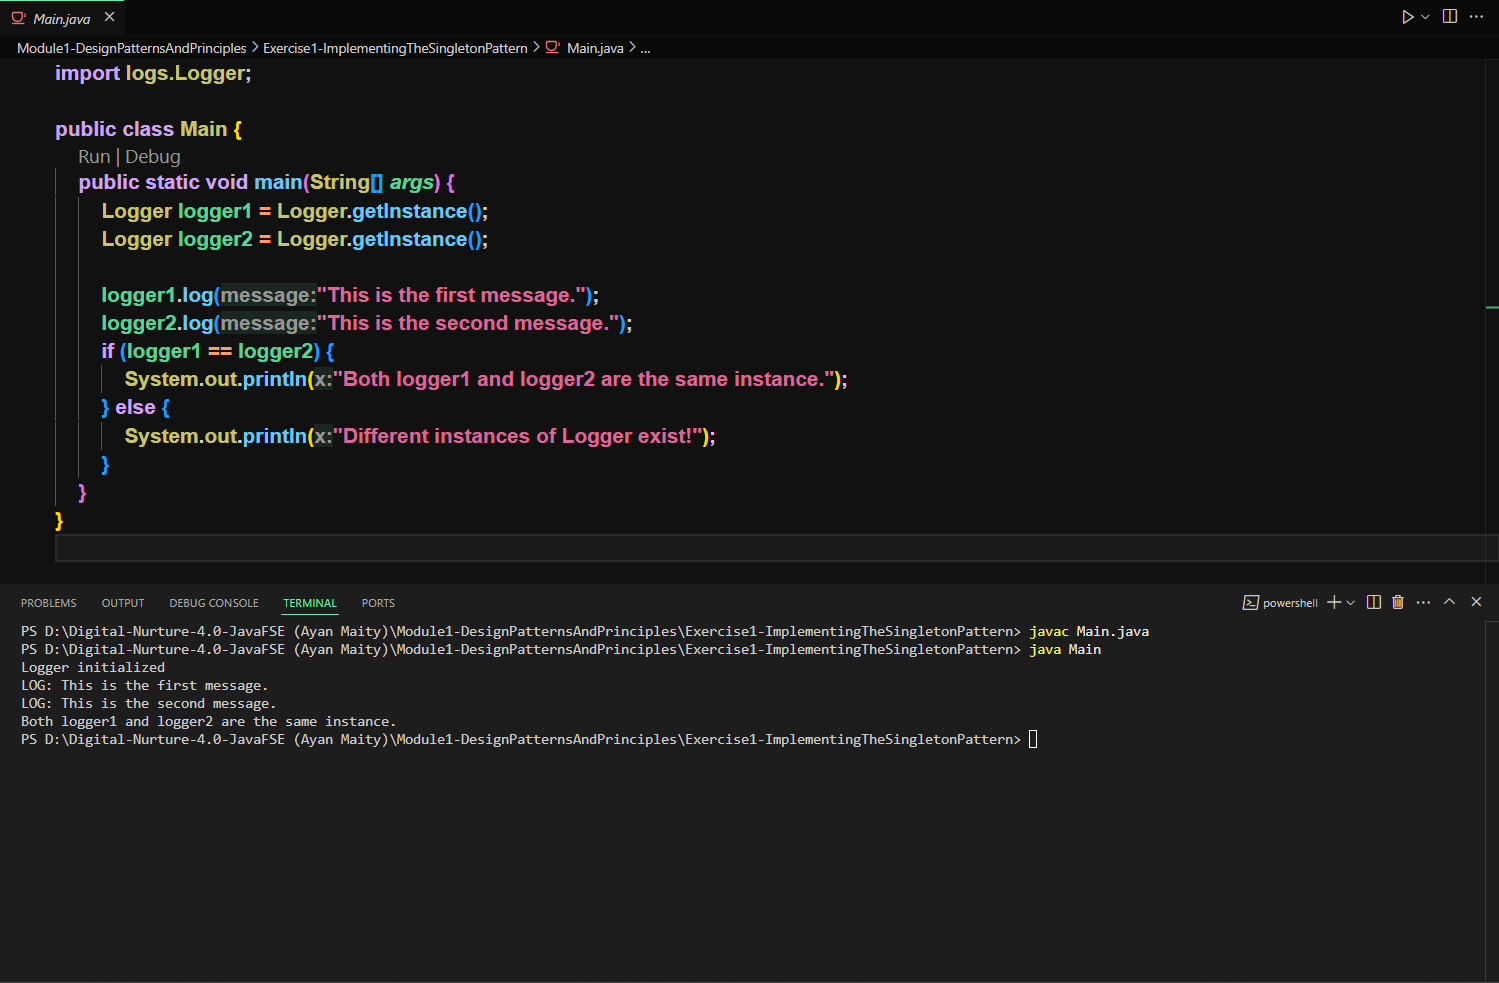 Main.java
Module1-DesignPatternsAndPrinciples > Exercise1-ImplementingTheSingletonPattern > Main.java > ...
import logs.Logger;
public class Main {
Run | Debug
public static void main(String[] args) {
Logger logger1 = Logger.getInstance();
Logger logger2 = Logger.getInstance();
logger1.log(message:"This is the first message.");
logger2.log(message:"This is the second message.");
if (logger1 == logger2) {
System.out.println(x:"Both logger1 and logger2 are the same instance.");
} else {
System.out.println(x:"Different instances of Logger exist!");
}
}
}
PROBLEMS OUTPUT DEBUG CONSOLE TERMINAL PORTS powershell
PS D:\Digital-Nurture-4.0-JavaFSE (Ayan Maity)\Module1-DesignPatternsAndPrinciples\Exercise1-ImplementingTheSingletonPattern> javac Main.java
PS D:\Digital-Nurture-4.0-JavaFSE (Ayan Maity)\Module1-DesignPatternsAndPrinciples\Exercise1-ImplementingTheSingletonPattern> java Main
Logger initialized
LOG: This is the first message.
LOG: This is the second message.
Both logger1 and logger2 are the same instance.
PS D:\Digital-Nurture-4.0-JavaFSE (Ayan Maity)\Module1-DesignPatternsAndPrinciples\Exercise1-ImplementingTheSingletonPattern>